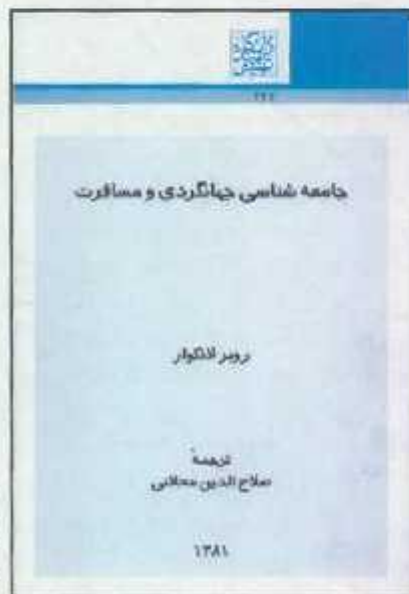 جامعه شناسی جهانگردی و مسافرت
روبر لانکوار
ترجمهٔ
صلاح الدین محلاتی
۱۳۸۱